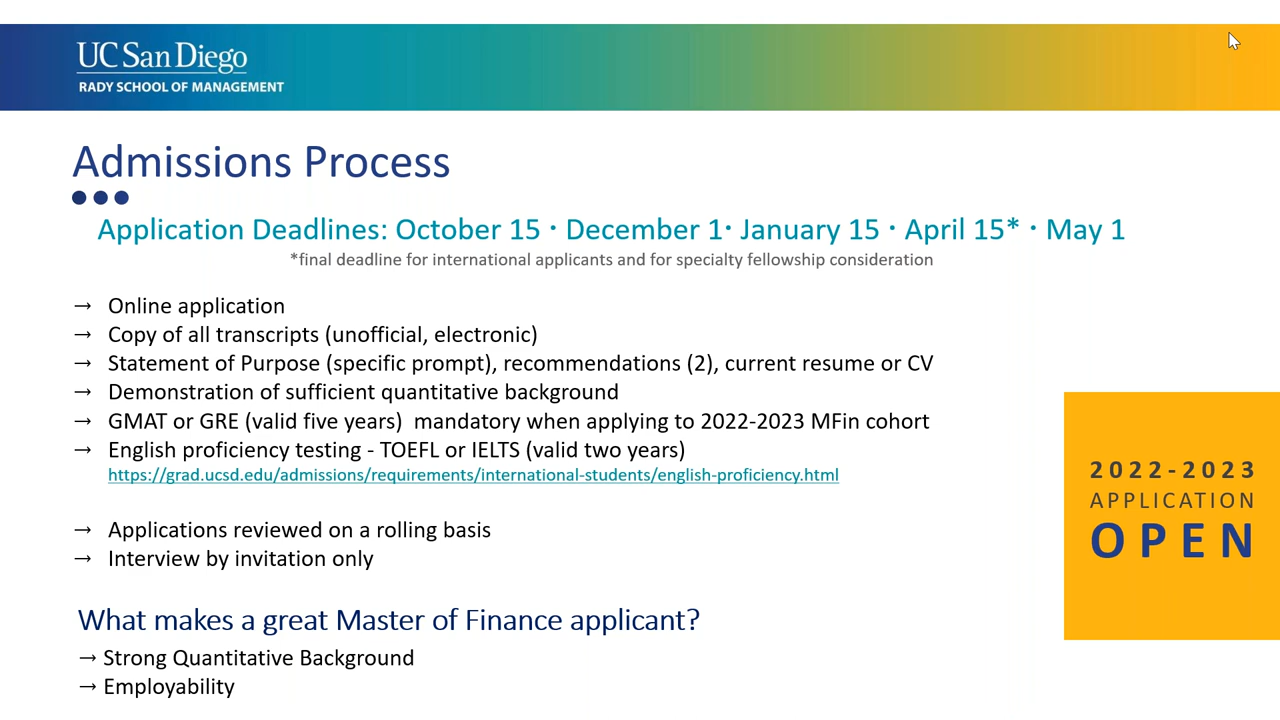 UC San Diego
RADY SCHOOL OF MANAGEMENT
Admissions Process
Application Deadlines: October 15 · December 1· January 15 · April 15* · May 1
*final deadline for international applicants and for specialty fellowship consideration
→ Online application
→ Copy of all transcripts (unofficial, electronic)
→ Statement of Purpose (specific prompt), recommendations (2), current resume or CV
→ Demonstration of sufficient quantitative background
→ GMAT or GRE (valid five years)  mandatory when applying to 2022-2023 MFin cohort
→ English proficiency testing - TOEFL or IELTS (valid two years)
https://grad.ucsd.edu/admissions/requirements/international-students/english-proficiency.html
→ Applications reviewed on a rolling basis
→ Interview by invitation only
2022-2023
APPLICATION
OPEN
What makes a great Master of Finance applicant?
→ Strong Quantitative Background
→ Employability